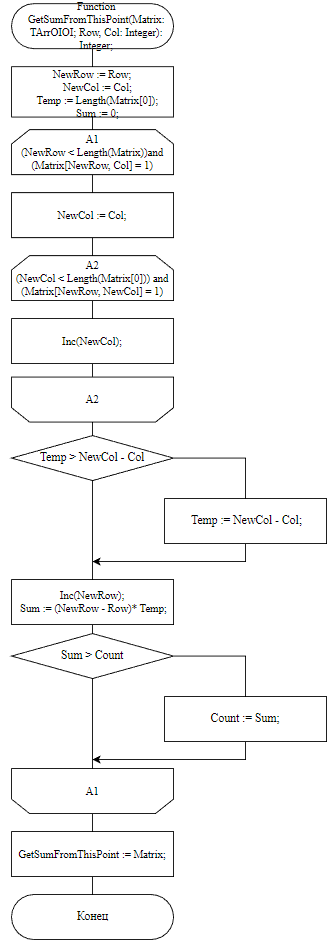 Function
GetSumFromThisPoint(Matrix:
TArrOIOI; Row, Col: Integer):
Integer;
NewRow := Row;
NewCol := Col;
Temp := Length(Matrix[0]);
Sum := 0;
A1
(NewRow < Length(Matrix))and
(Matrix[NewRow, Col] = 1)
NewCol := Col;
A2
(NewCol < Length(Matrix[0])) and
(Matrix[NewRow, NewCol] = 1)
Inc(NewCol);
A2
Temp > NewCol - Col
Temp := NewCol - Col;
Inc(NewRow);
Sum := (NewRow - Row)* Temp;
Sum > Count
Count := Sum;
A1
GetSumFromThisPoint := Matrix;
Конец